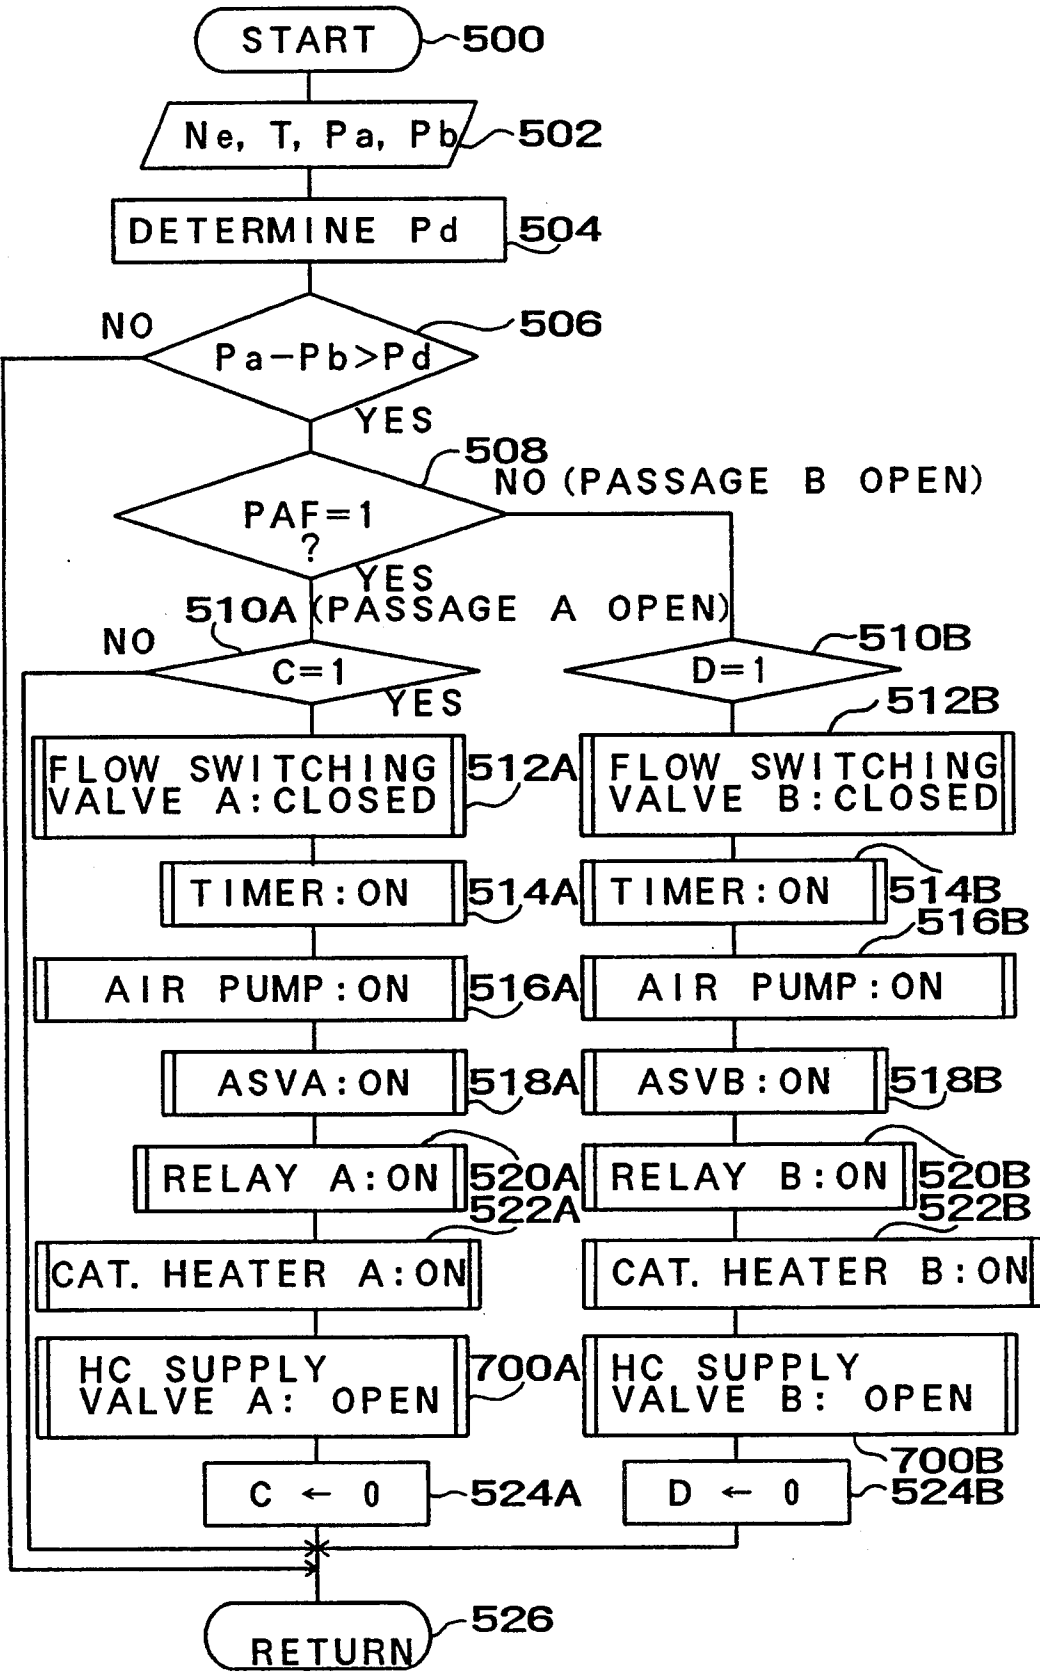 START 500
Ne, T, Pa, Pb 502
DETERMINE Pd 504
NO
506
Pa-Pb>Pd
YES
508
NO (PASSAGE B OPEN)
PAF=1
?
YES
510A (PASSAGE A OPEN)
NO
510B
C=1
D=1
YES
512B
FLOW SWITCHING
VALVE A:CLOSED
512A
FLOW SWITCHING
VALVE B:CLOSED
TIMER:ON 514A
TIMER:ON 514B
516B
AIR PUMP:ON 516A
AIR PUMP:ON
ASVA:ON 518A
ASVB:ON 518B
RELAY A:ON 520A
RELAY B:ON 520B
522A
522B
CAT. HEATER A:ON
CAT. HEATER B:ON
HC SUPPLY
VALVE A: OPEN
700A
HC SUPPLY
VALVE B: OPEN
700B
C ← 0 524A
D ← 0 524B
526
RETURN